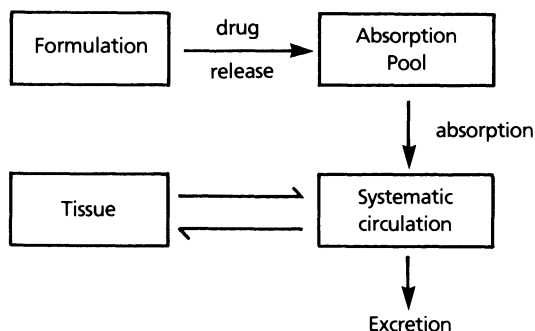 Formulation
drug
release
Absorption
Pool
absorption
Tissue
Systematic
circulation
Excretion